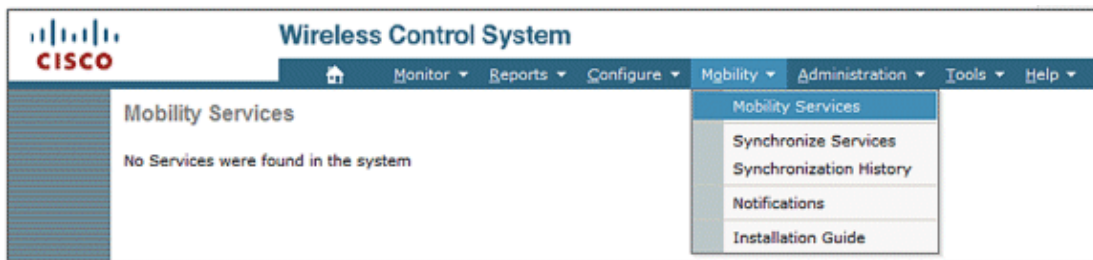 CISCO
Wireless Control System
Monitor Reports Configure Mobility Administration Tools Help
Mobility Services
No Services were found in the system
Mobility Services
Synchronize Services
Synchronization History
Notifications
Installation Guide